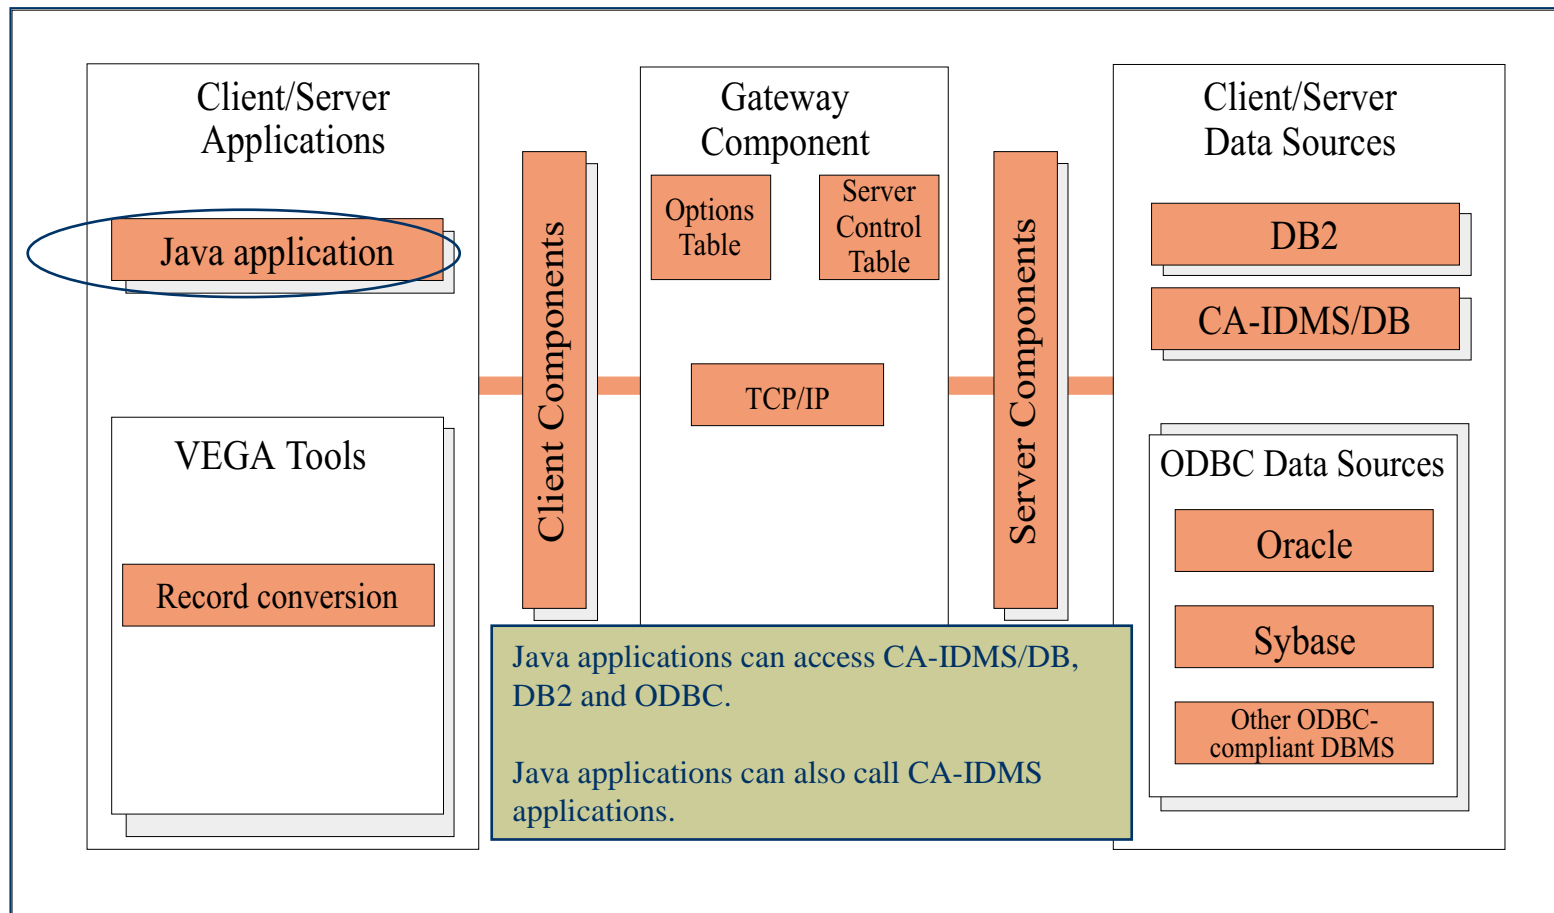 Client/Server
Applications
Java application
VEGA Tools
Record conversion
Client Components
Gateway
Component
Options
Table
Server
Control
Table
TCP/IP
Server Components
Client/Server
Data Sources
DB2
CA-IDMS/DB
ODBC Data Sources
Oracle
Sybase
Other ODBC-
compliant DBMS
Java applications can access CA-IDMS/DB,
DB2 and ODBC.
Java applications can also call CA-IDMS
applications.